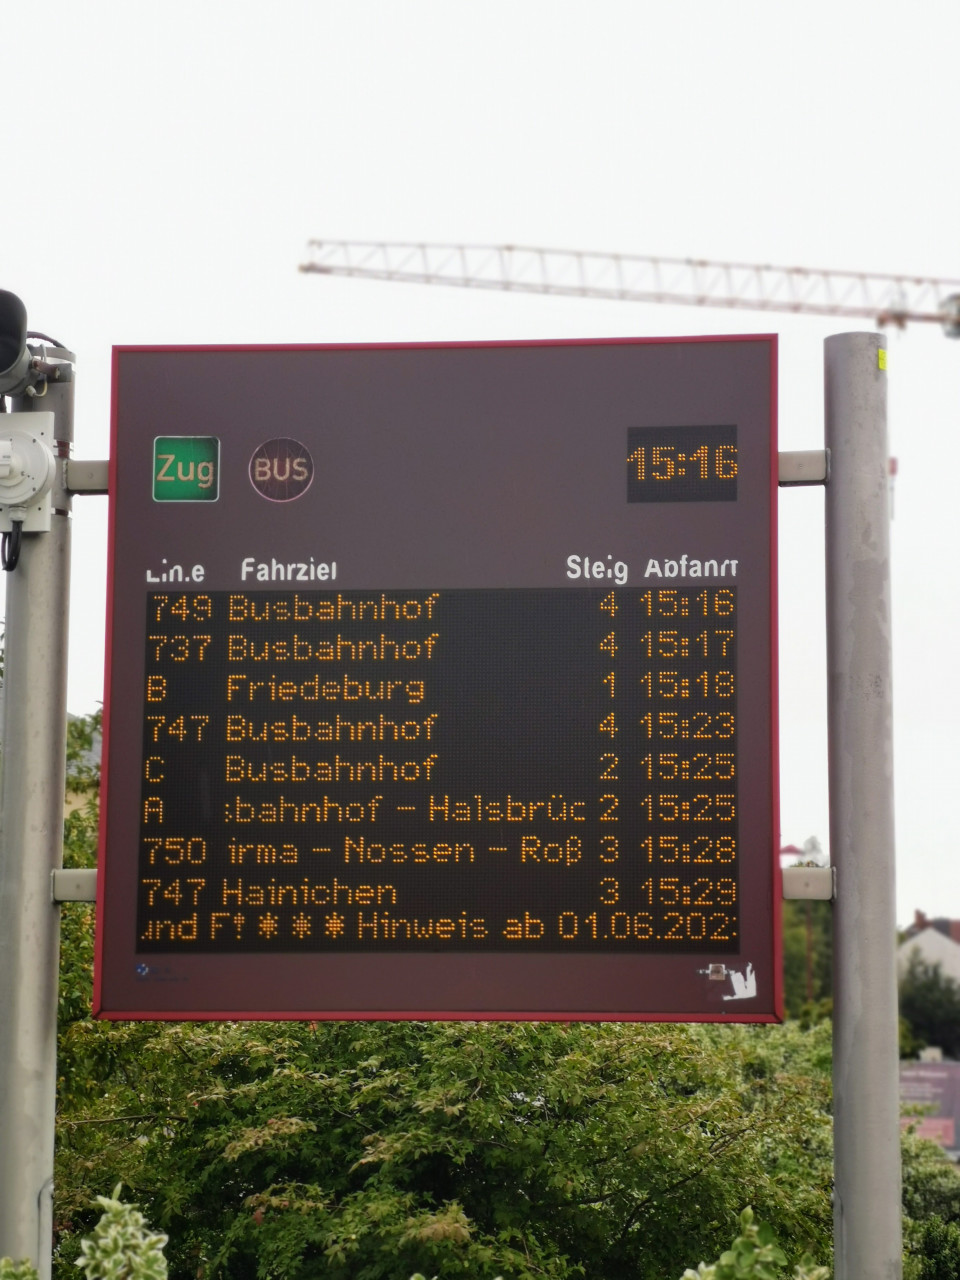 Zug BUS 15:16
Linie Fahrziel Steig Abfahrt
749 Busbahnhof 4 15:16
737 Busbahnhof 4 15:17
B Friedeburg 1 15:18
747 Busbahnhof 4 15:23
C Busbahnhof 2 15:25
A sbahnhof - Halsbrüc 2 15:25
750 irma - Nossen - Roß 3 15:28
747 Hainichen 3 15:29
und F! * * * Hinweis ab 01.06.202